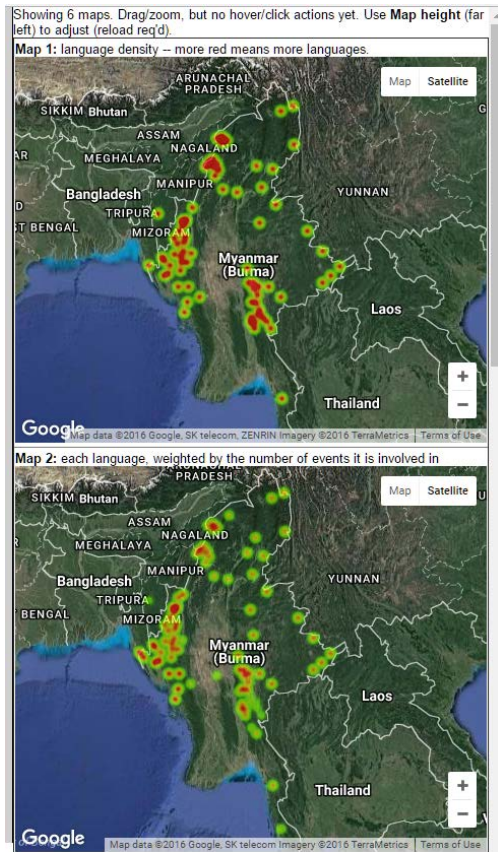 Showing 6 maps. Drag/zoom, but no hover/click actions yet. Use Map height (far
left) to adjust (reload req'd).
Map 1: language density -- more red means more languages.
ARUNACHAL
PRADESH
Map Satellite
SIKKIM Bhutan
ASSAM
NAGALAND
MEGHALAYA
MANIPUR
Bangladesh
YUNNAN
TRIPURA
ST BENGAL
MIZORAM
Myanmar
(Burma)
Laos
+
−
Thailand
Google
Map data ©2016 Google, SK telecom, ZENRIN Imagery ©2016 TerraMetrics Terms of Use
Map 2: each language, weighted by the number of events it is involved in
PRADESH
Map Satellite
SIKKIM Bhutan
ASSAM
NAGALAND
MEGHALAYA
MANIPUR
Bangladesh
YUNNAN
TRIPURA
BENGAL
MIZORAM
Myanmar
(Burma)
Laos
Thailand
+
−
Google
Map data ©2016 Google, SK telecom Imagery ©2016 TerraMetrics Terms of Use